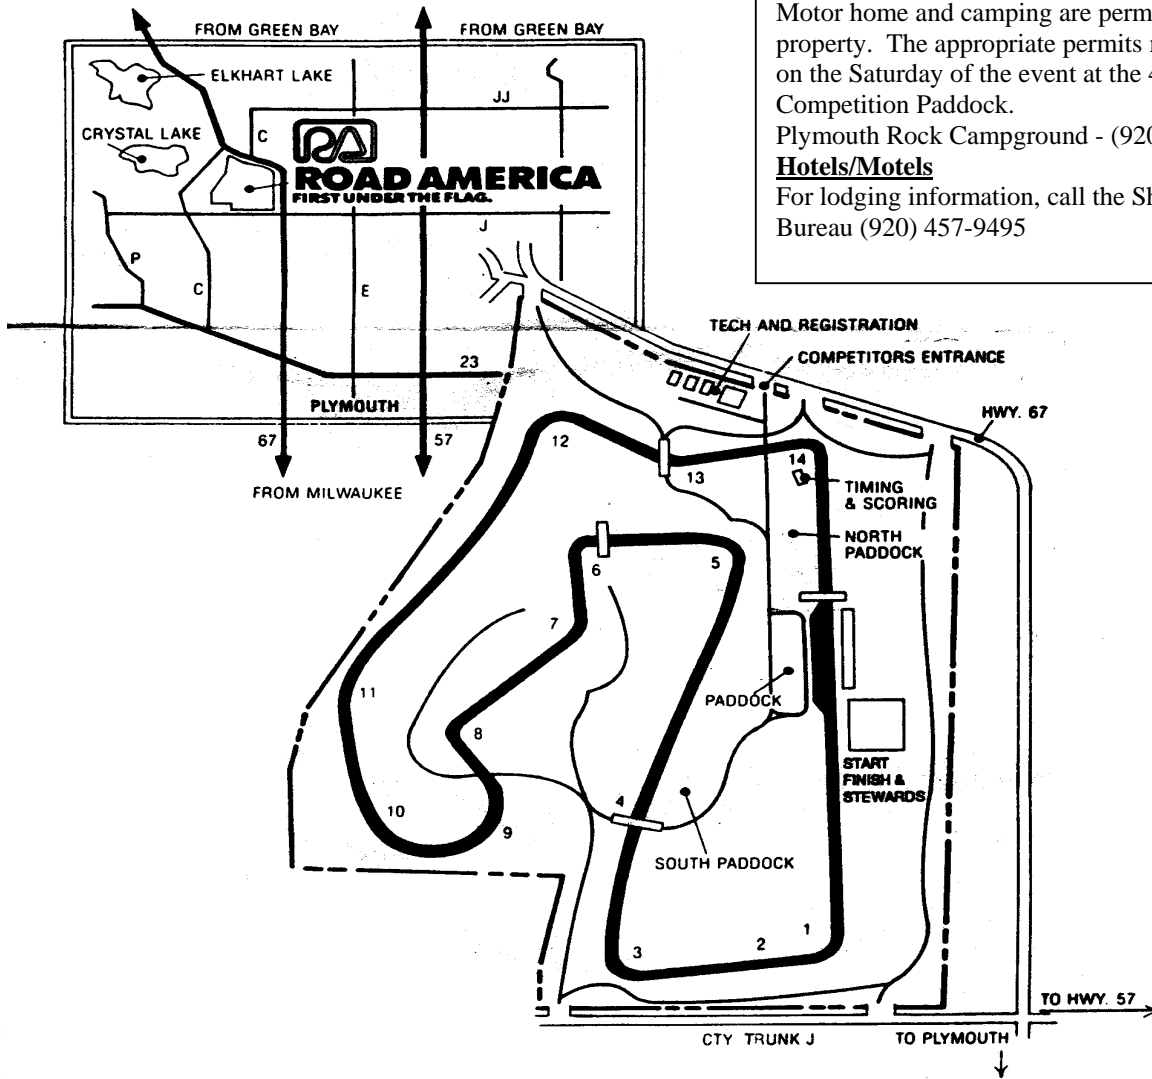 FROM GREEN BAY
FROM GREEN BAY
ELKHART LAKE
JJ
CRYSTAL LAKE
C
RA
ROAD AMERICA
FIRST UNDER THE FLAG.
J
P
C
E
23
PLYMOUTH
67
57
FROM MILWAUKEE
Motor home and camping are perm
property. The appropriate permits
on the Saturday of the event at the
Competition Paddock.
Plymouth Rock Campground - (920
Hotels/Motels
For lodging information, call the Sh
Bureau (920) 457-9495
TECH AND REGISTRATION
COMPETITORS ENTRANCE
HWY. 67
12
13
14
TIMING
& SCORING
NORTH
PADDOCK
5
6
7
11
PADDOCK
8
START
FINISH &
STEWARDS
10
9
4
SOUTH PADDOCK
3
2
1
TO HWY. 57
CTY TRUNK J
TO PLYMOUTH